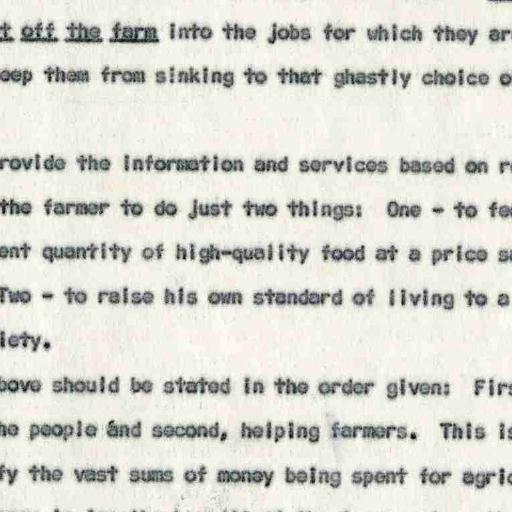 t off the farm into the jobs for which they ar
eep them from sinking to that ghastly choice o
rovide the information and services based on r
the farmer to do just two things: One - to fe
ent quantity of high-quality food at a price s
Two - to raise his own standard of living to a
iety.
bove should be stated in the order given: Firs
he people and second, helping farmers. This is
fy the vast sums of money being spent for agric